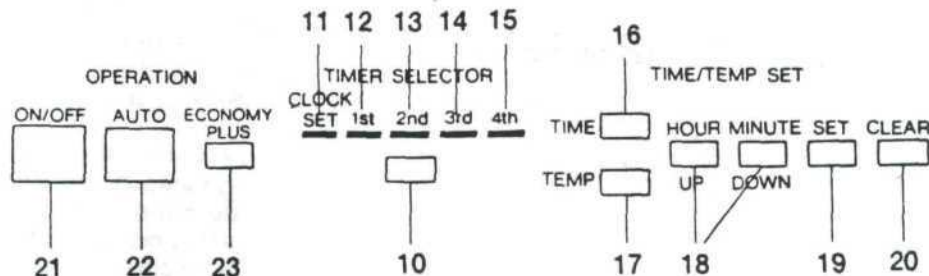 11 12 13 14 15 16
OPERATION TIMER SELECTOR TIME/TEMP SET
ON/OFF AUTO ECONOMY PLUS CLOCK SET 1st 2nd 3rd 4th TIME HOUR MINUTE SET CLEAR
TEMP UP DOWN
21 22 23 10 17 18 19 20